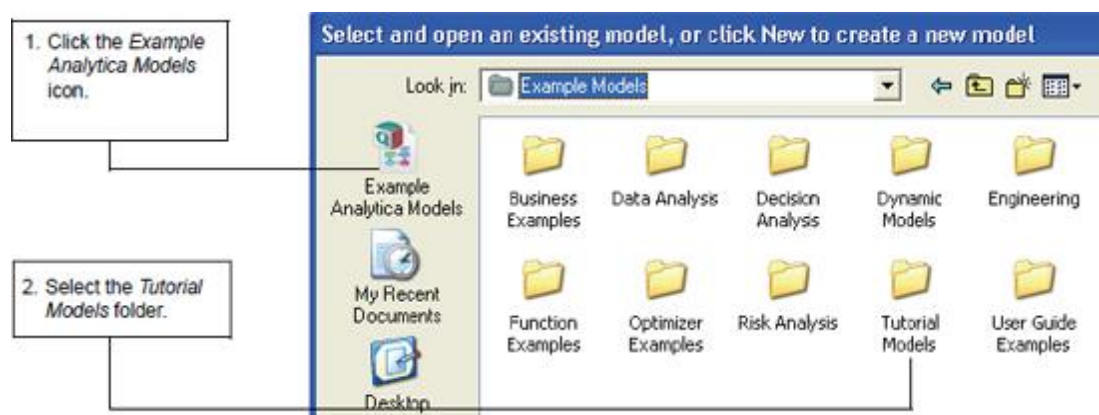 1. Click the Example
Analytica Models
icon.
2. Select the Tutorial
Models folder.
Select and open an existing model, or click New to create a new model
Look in: Example Models
Example
Analytica Models
My Recent
Documents
Desktop
Business
Examples
Data Analysis
Decision
Analysis
Dynamic
Models
Engineering
Function
Examples
Optimizer
Examples
Risk Analysis
Tutorial
Models
User Guide
Examples